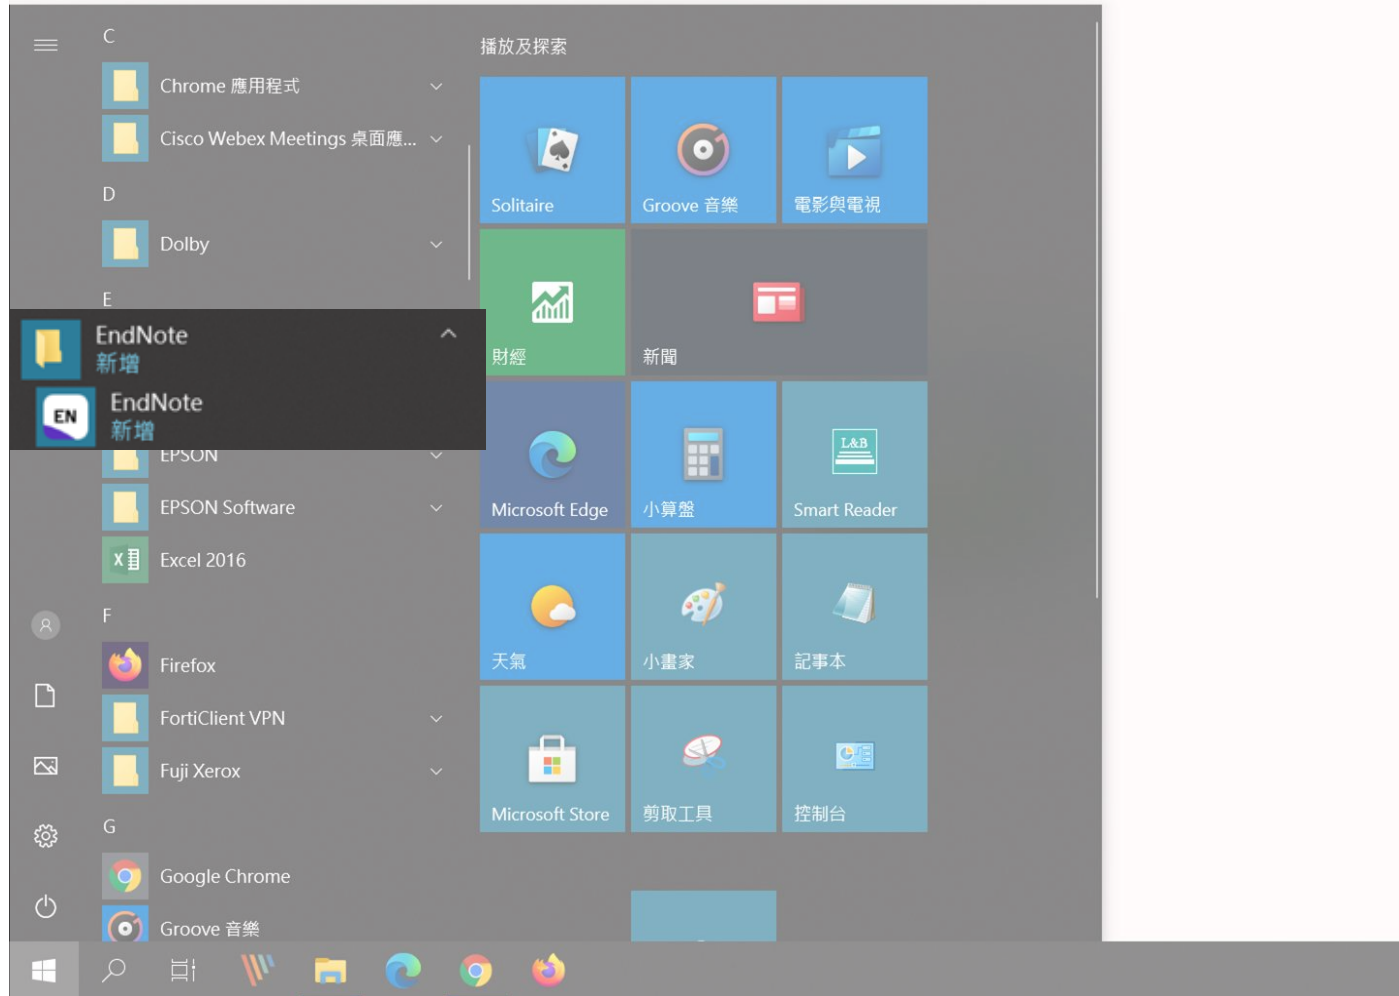 C
Chrome 應用程式
Cisco Webex Meetings 桌面應...
D
Dolby
E
EndNote
新增
EN
EndNote
新增
EPSON
EPSON Software
Excel 2016
F
Firefox
FortiClient VPN
Fuji Xerox
G
Google Chrome
Groove 音樂
播放及探索
Solitaire
Groove 音樂
電影與電視
財經
新聞
Microsoft Edge
小算盤
L&B
Smart Reader
天氣
小畫家
記事本
Microsoft Store
剪取工具
控制台